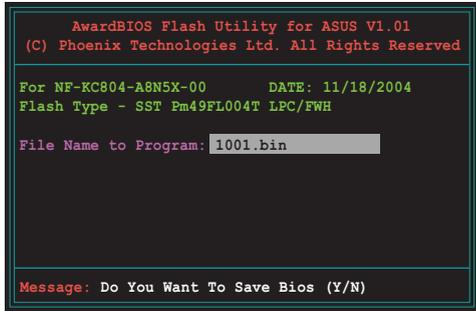 AwardBIOS Flash Utility for ASUS V1.01
(C) Phoenix Technologies Ltd. All Rights Reserved
For NF-KC804-A8N5X-00 DATE: 11/18/2004
Flash Type - SST Pm49FL004T LPC/FWH
File Name to Program: 1001.bin
Message: Do You Want To Save Bios (Y/N)